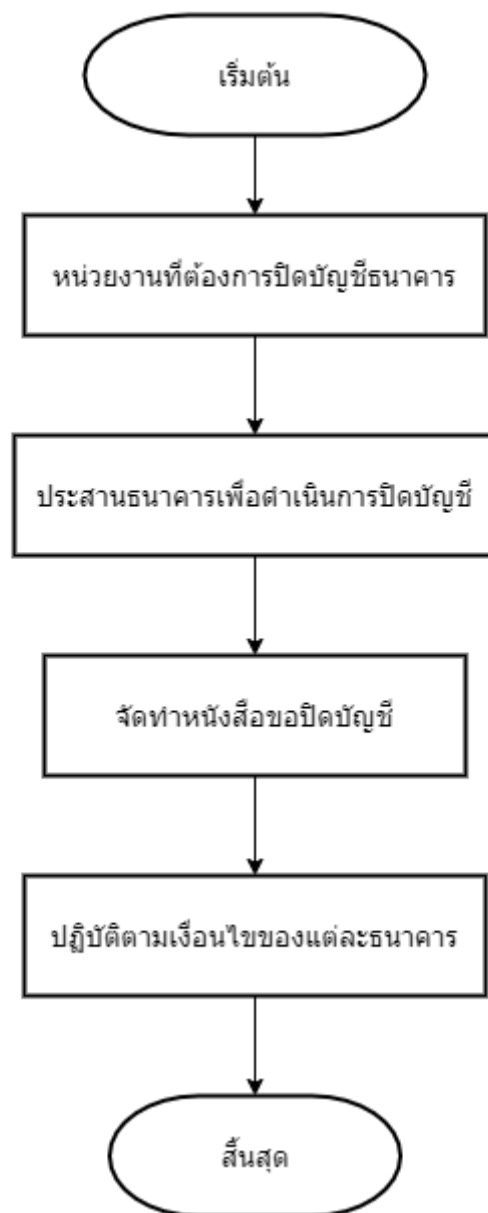 เริ่มต้น
หน่วยงานที่ต้องการปิดบัญชีธนาคาร
ประสานธนาคารเพื่อดำเนินการปิดบัญชี
จัดทำหนังสือขอปิดบัญชี
ปฏิบัติตามเงื่อนไขของแต่ละธนาคาร
สิ้นสุด